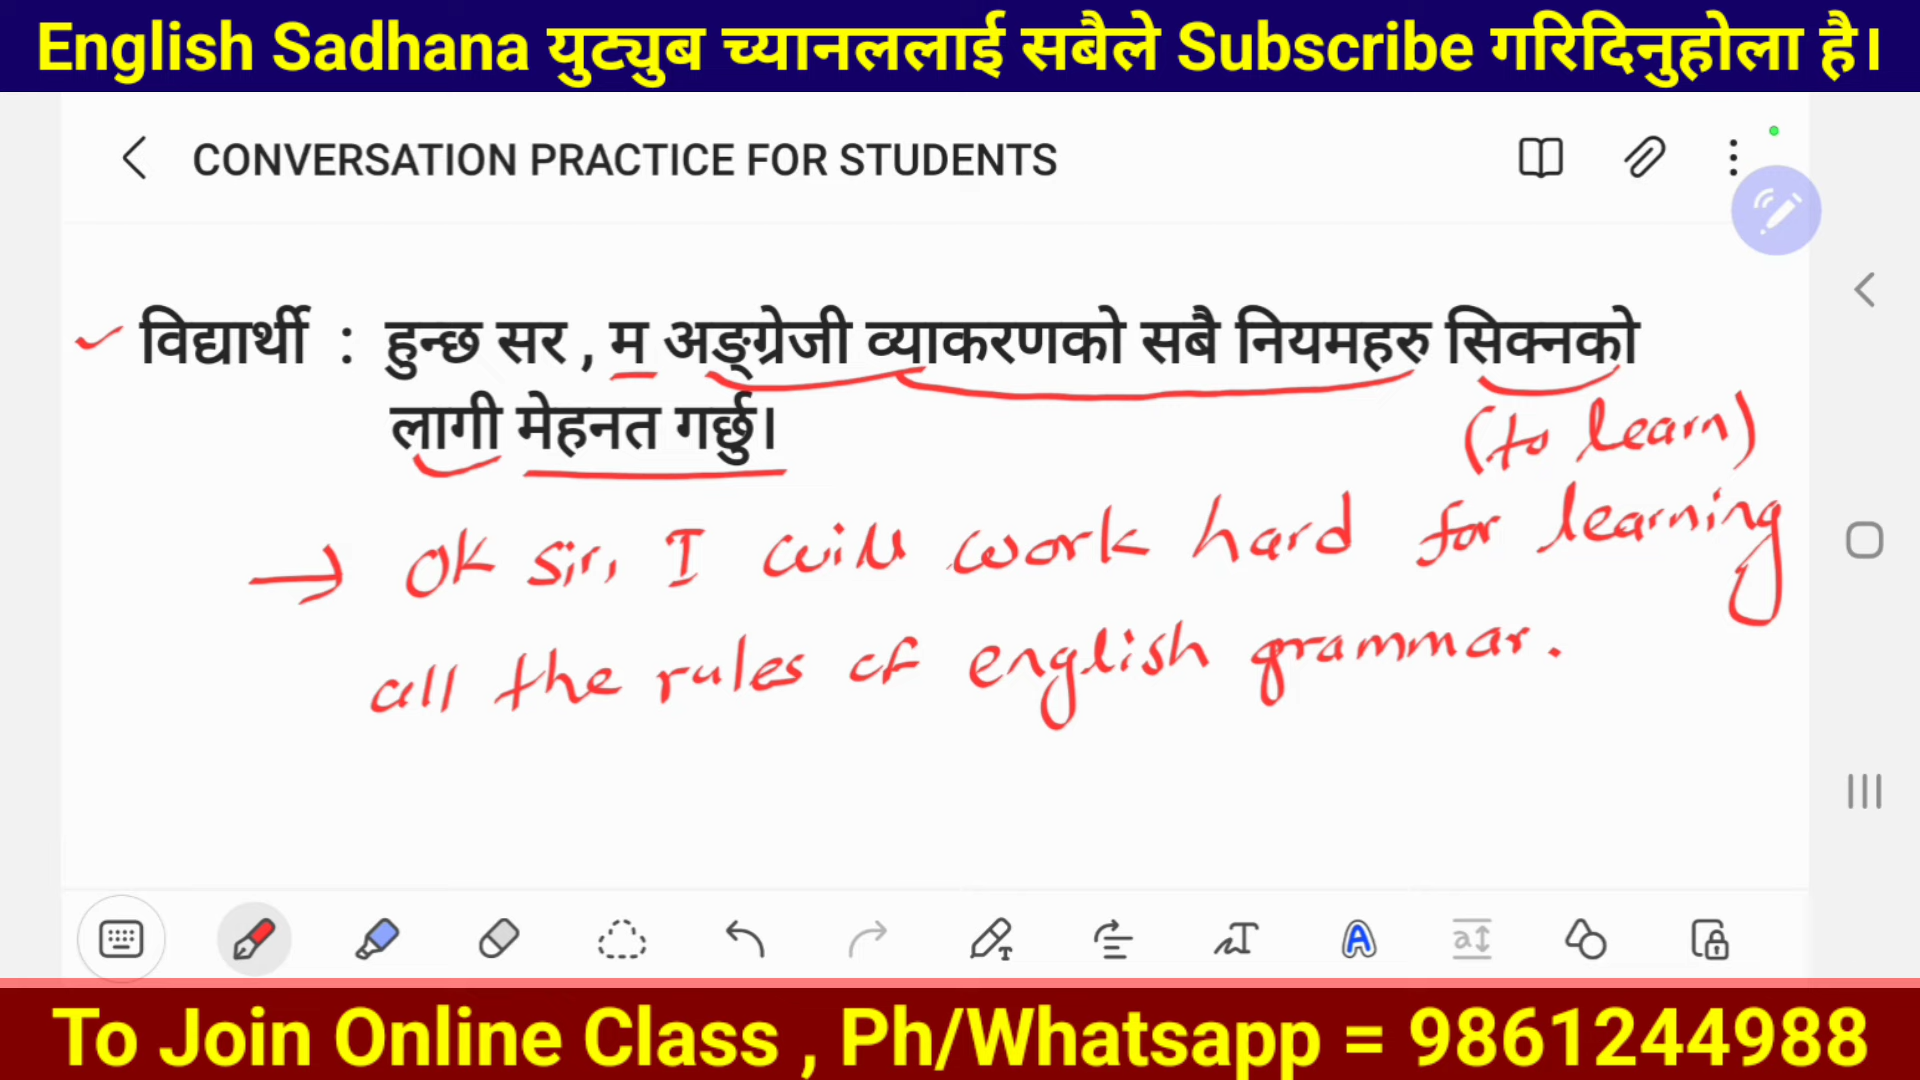 English Sadhana युट्युब च्यानललाई सबैले Subscribe गरिदिनुहोला है।
CONVERSATION PRACTICE FOR STUDENTS
विद्यार्थी : हुन्छ सर , म अङ्ग्रेजी व्याकरणको सबै नियमहरु सिक्नको
लागी मेहनत गर्छु।
(to learn)
→ OK Sir, I will work hard for learning
all the rules of english grammar.
To Join Online Class , Ph/Whatsapp = 9861244988